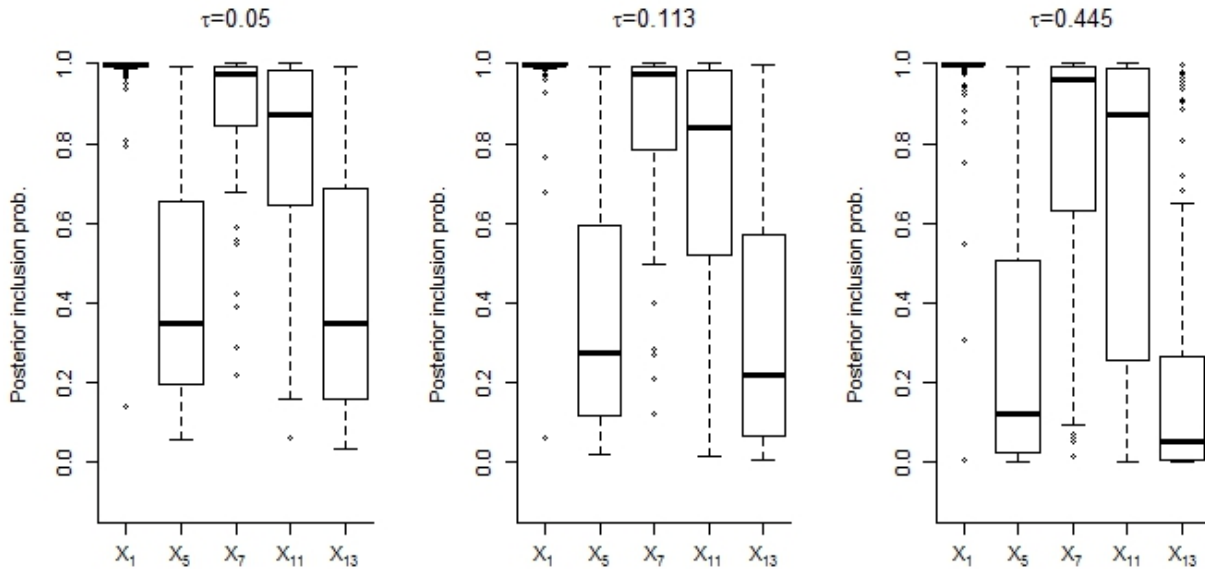 τ=0.05
Posterior inclusion prob.
1.0
0.8
0.6
0.4
0.2
0.0
X1 X5 X7 X11 X13
τ=0.113
Posterior inclusion prob.
1.0
0.8
0.6
0.4
0.2
0.0
X1 X5 X7 X11 X13
τ=0.445
Posterior inclusion prob.
1.0
0.8
0.6
0.4
0.2
0.0
X1 X5 X7 X11 X13